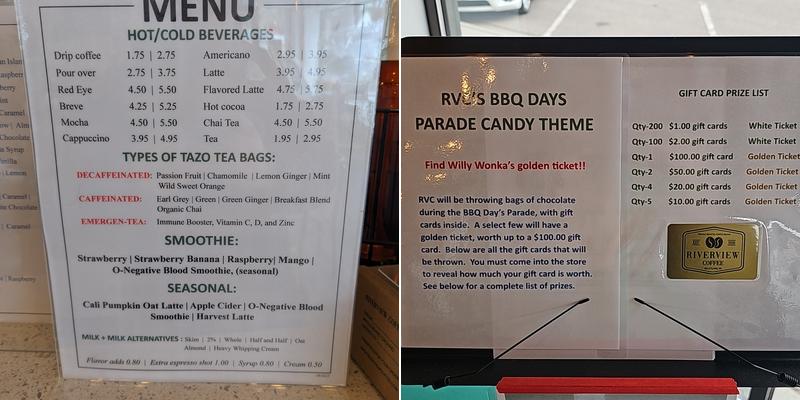 MENU
HOT/COLD BEVERAGES
Drip coffee 1.75 | 2.75 Americano 2.95 | 3.95
Pour over 2.75 | 3.75 Latte 3.95 | 4.95
Red Eye 4.50 | 5.50 Flavored Latte 4.75 | 5.75
Breve 4.25 | 5.25 Hot cocoa 1.75 | 2.75
Mocha 4.50 | 5.50 Chai Tea 4.50 | 5.50
Cappuccino 3.95 | 4.95 Tea 1.95 | 2.95
TYPES OF TAZO TEA BAGS:
DECAFFEINATED: Passion Fruit | Chamomile | Lemon Ginger | Mint
Wild Sweet Orange
CAFFEINATED: Earl Grey | Green | Green Ginger | Breakfast Blend
Organic Chai
EMERGEN-TEA: Immune Booster, Vitamin C, D, and Zinc
SMOOTHIE:
Strawberry | Strawberry Banana | Raspberry| Mango |
O-Negative Blood Smoothie, (seasonal)
SEASONAL:
Cali Pumpkin Oat Latte | Apple Cider | O-Negative Blood
Smoothie | Harvest Latte
MILK + MILK ALTERNATIVES : Skim | 2% | Whole | Half and Half | Oat
Almond | Heavy Whipping Cream
Flavor adds 0.80 | Extra espresso shot 1.00 | Syrup 0.80 | Cream 0.50
RVC'S BBQ DAYS
PARADE CANDY THEME
Find Willy Wonka's golden ticket!!
RVC will be throwing bags of chocolate
during the BBQ Day's Parade, with gift
cards inside. A select few will have a
golden ticket, worth up to a $100.00 gift
card. Below are all the gift cards will
be thrown. You must come into the store
to reveal how much your gift card is worth.
See below for a complete list of prizes.
GIFT CARD PRIZE LIST
Qty-200 $1.00 gift cards White Ticket
Qty-100 $2.00 gift cards White Ticket
Qty-1 $100.00 gift card Golden Ticket
Qty-2 $50.00 gift cards Golden Ticket
Qty-4 $20.00 gift cards Golden Ticket
Qty-5 $10.00 gift cards Golden Ticket
RIVERVIEW
COFFEE